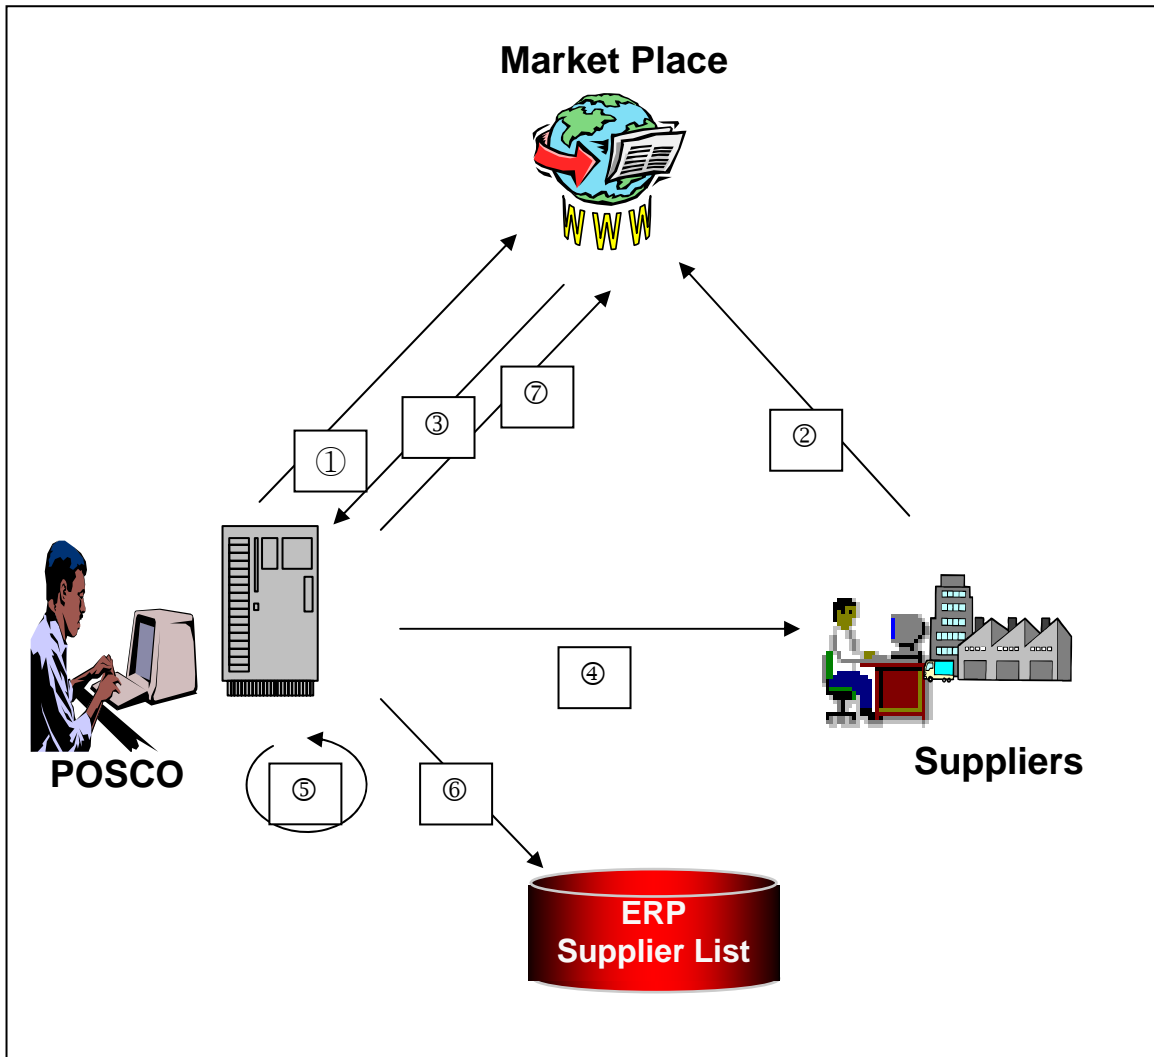 Market Place
WWW
⑦
③
②
①
④
POSCO
Suppliers
⑤
⑥
ERP
Supplier List